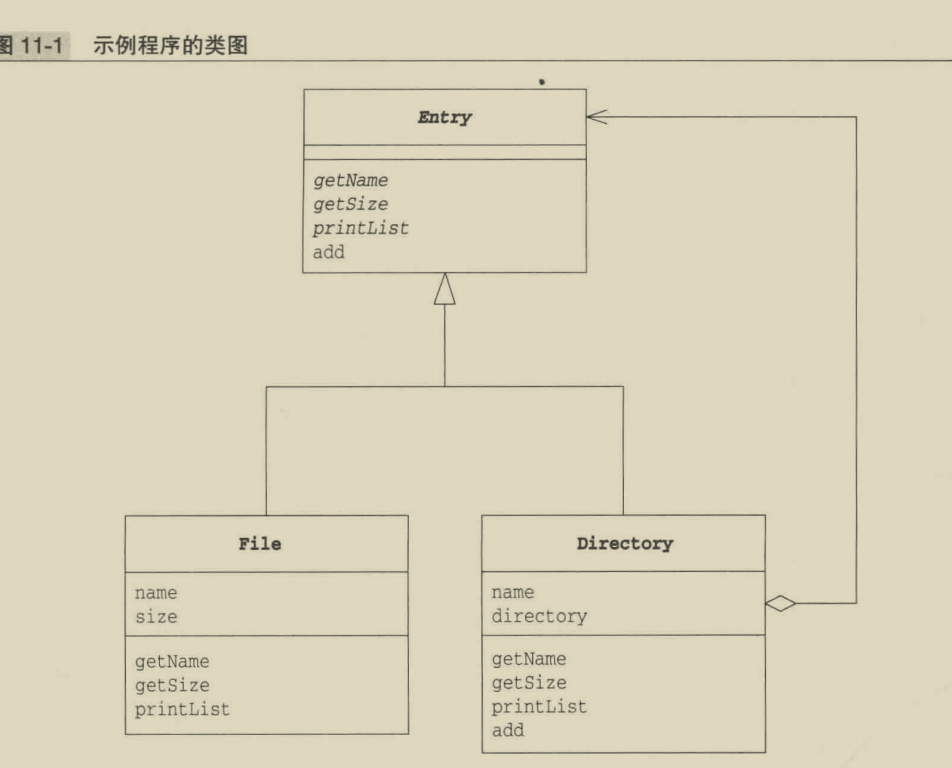 图 11-1 示例程序的类图
Entry
getName
getSize
printList
add
File
name
size
getName
getSize
printList
Directory
name
directory
getName
getSize
printList
add